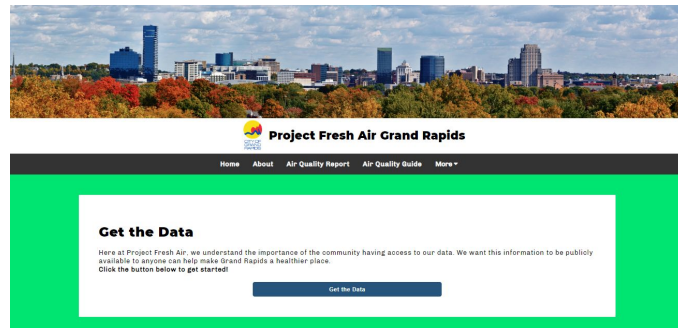 Project Fresh Air Grand Rapids
Home About Air Quality Report Air Quality Guide More
Get the Data
Here at Project Fresh Air, we understand the importance of the community having access to our data. We want this information to be publicly
available to anyone can help make Grand Rapids a healthier place.
Click the button below to get started!
Get the Data